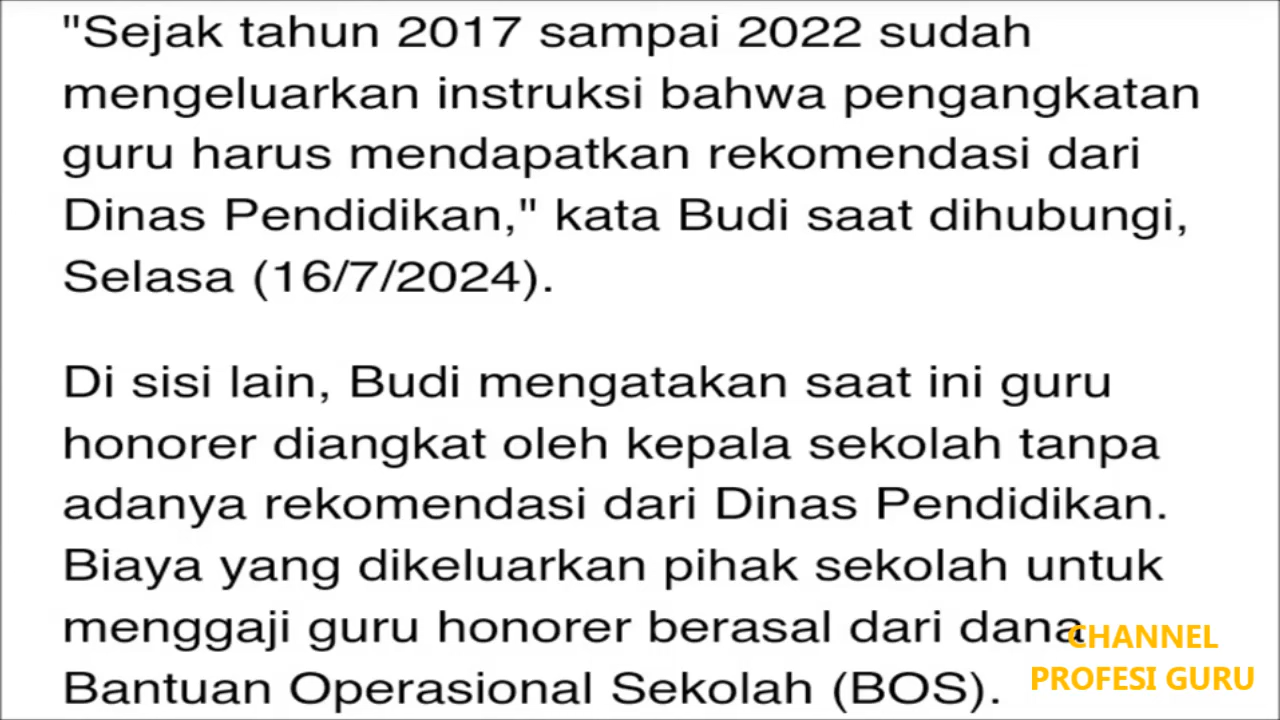 "Sejak tahun 2017 sampai 2022 sudah
mengeluarkan instruksi bahwa pengangkatan
guru harus mendapatkan rekomendasi dari
Dinas Pendidikan," kata Budi saat dihubungi,
Selasa (16/7/2024).
Di sisi lain, Budi mengatakan saat ini guru
honorer diangkat oleh kepala sekolah tanpa
adanya rekomendasi dari Dinas Pendidikan.
Biaya yang dikeluarkan pihak sekolah untuk
menggaji guru honorer berasal dari dana
Bantuan Operasional Sekolah (BOS).
CHANNEL
PROFESI GURU